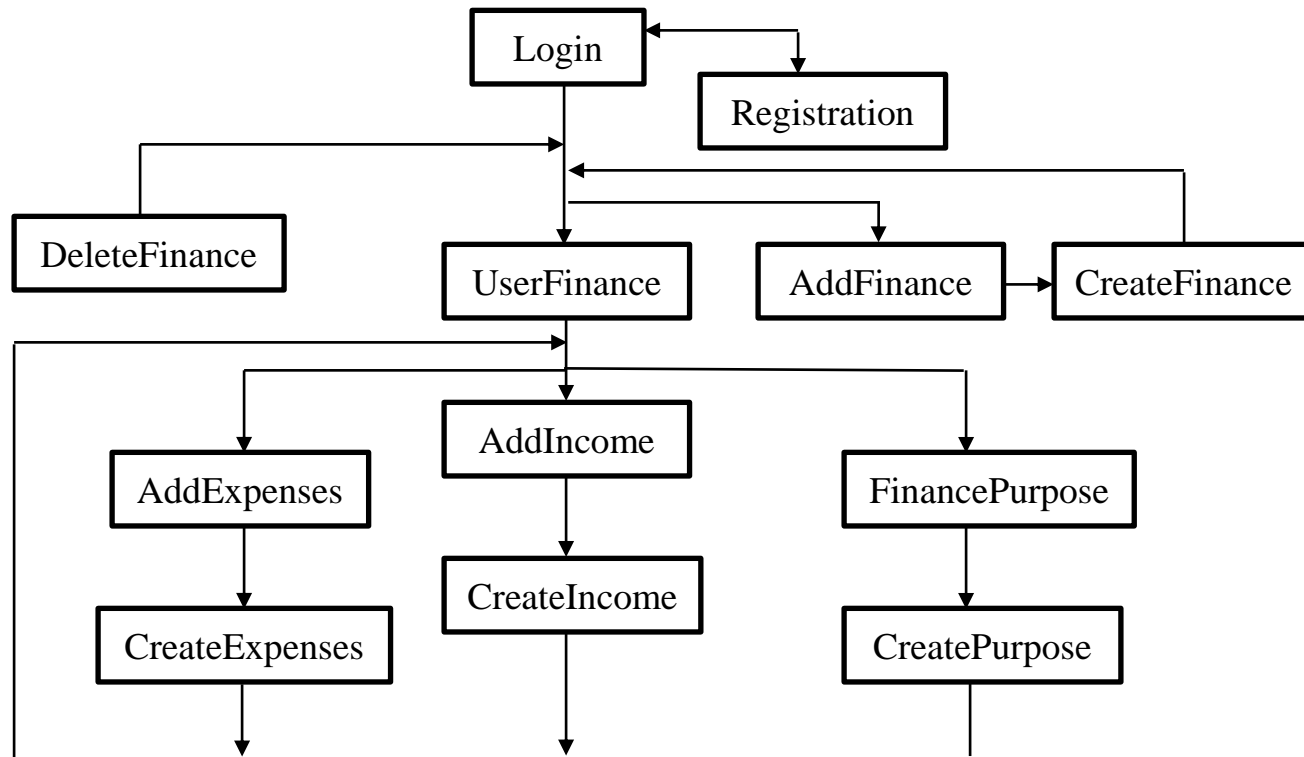 Login
Registration
DeleteFinance
UserFinance
AddFinance
CreateFinance
AddIncome
AddExpenses
FinancePurpose
CreateIncome
CreateExpenses
CreatePurpose